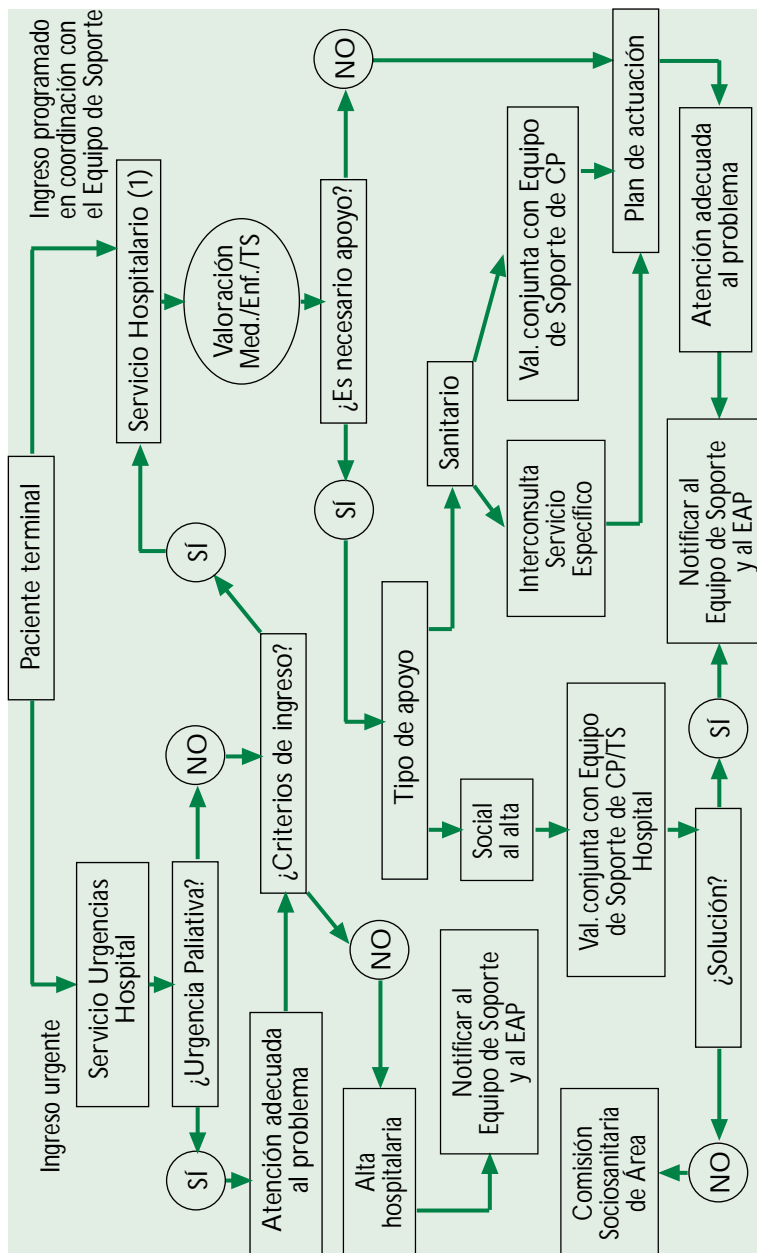 Paciente terminal
Ingreso urgente
Ingreso programado
en coordinación con
el Equipo de Soporte
Servicio Urgencias
Hospital
Servicio Hospitalario (1)
¿Urgencia Paliativa?
SÍ
NO
SÍ
Valoración
Med./Enf./TS
Atención adecuada
al problema
¿Criterios de ingreso?
¿Es necesario apoyo?
NO
SÍ
NO
Alta
hospitalaria
Notificar al
Equipo de Soporte
y al EAP
Tipo de apoyo
Social
al alta
Sanitario
Val. conjunta con Equipo
de Soporte de CP/TS
Hospital
Interconsulta
Servicio
Específico
Val. conjunta con Equipo
de Soporte de CP
Plan de actuación
¿Solución?
NO
SÍ
Comisión
Sociosanitaria
de Área
Notificar al
Equipo de Soporte
y al EAP
Atención adecuada
al problema